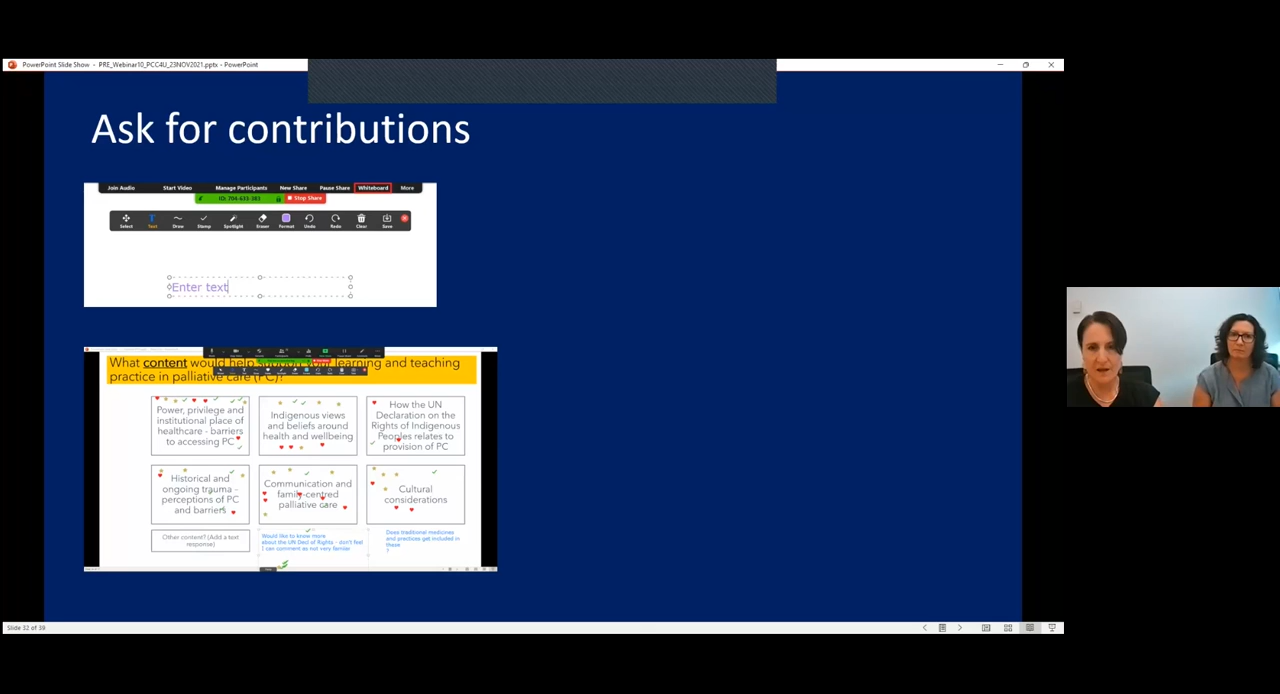 PowerPoint Slide Show - PRE_Webinar10_PCC4U_23NOV2021.pptx - PowerPoint
Ask for contributions
Join Audio Start Video Manage Participants New Share Pause Share Whiteboard More
ID: 704-633-383 Stop Share
Select Text Draw Stamp Spotlight Eraser Format Undo Redo Clear Save
Enter text
What content would help support your learning and teaching
practice in palliative care (PC)?
Power, privilege and
institutional place of
healthcare - barriers
to accessing PC
Indigenous views
and beliefs around
health and wellbeing
How the UN
Declaration on the
Rights of Indigenous
Peoples relates to
provision of PC
Historical and
ongoing trauma -
perceptions of PC
and barriers
Communication and
family-centred
palliative care
Cultural
considerations
Other content? (Add a text
response)
Would like to know more
about the UN Decl of Rights - don't feel
I can comment as not very familiar
Does traditional medicines
and practices get included in
these
?
Slide 32 of 38